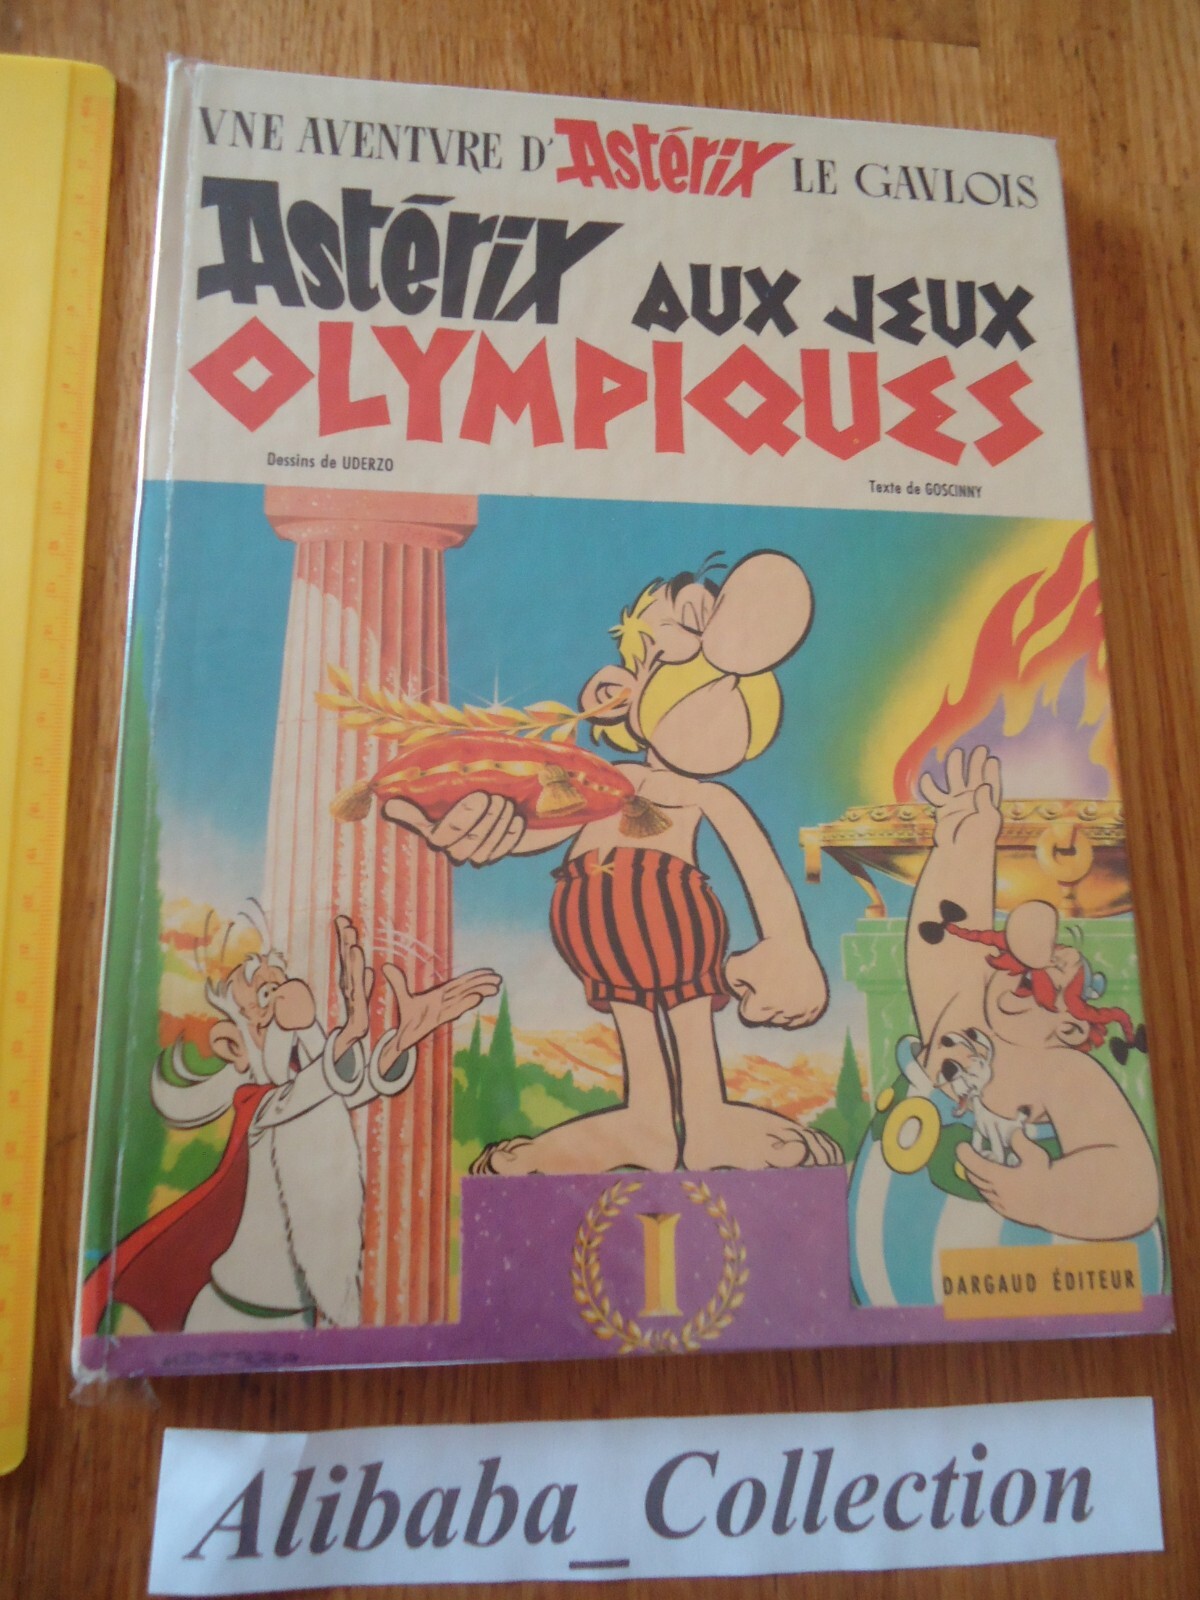 VNE AVENTVRE D'Astérix LE GAVLOIS
Astérix AUX JEUX
OLYMPIQUES
Dessins de UDERZO
Texte de GOSCINNY
I
DARGAUD ÉDITEUR
Alibaba_Collection